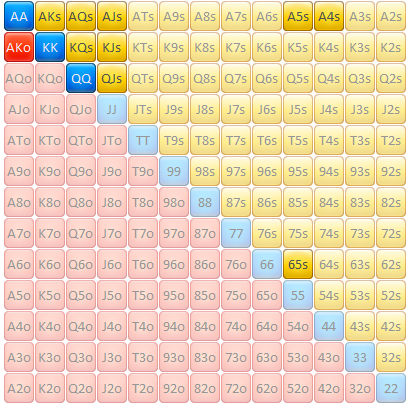 AA AKs AQs AJs ATs A9s A8s A7s A6s A5s A4s A3s A2s
AKo KK KQs KJs KTs K9s K8s K7s K6s K5s K4s K3s K2s
AQo KQo QQ QJs QTs Q9s Q8s Q7s Q6s Q5s Q4s Q3s Q2s
AJo KJo QJo JJ JTs J9s J8s J7s J6s J5s J4s J3s J2s
ATo KTo QTo JTo TT T9s T8s T7s T6s T5s T4s T3s T2s
A9o K9o Q9o J9o T9o 99 98s 97s 96s 95s 94s 93s 92s
A8o K8o Q8o J8o T8o 98o 88 87s 86s 85s 84s 83s 82s
A7o K7o Q7o J7o T7o 97o 87o 77 76s 75s 74s 73s 72s
A6o K6o Q6o J6o T6o 96o 86o 76o 66 65s 64s 63s 62s
A5o K5o Q5o J5o T5o 95o 85o 75o 65o 55 54s 53s 52s
A4o K4o Q4o J4o T4o 94o 84o 74o 64o 54o 44 43s 42s
A3o K3o Q3o J3o T3o 93o 83o 73o 63o 53o 43o 33 32s
A2o K2o Q2o J2o T2o 92o 82o 72o 62o 52o 42o 32o 22